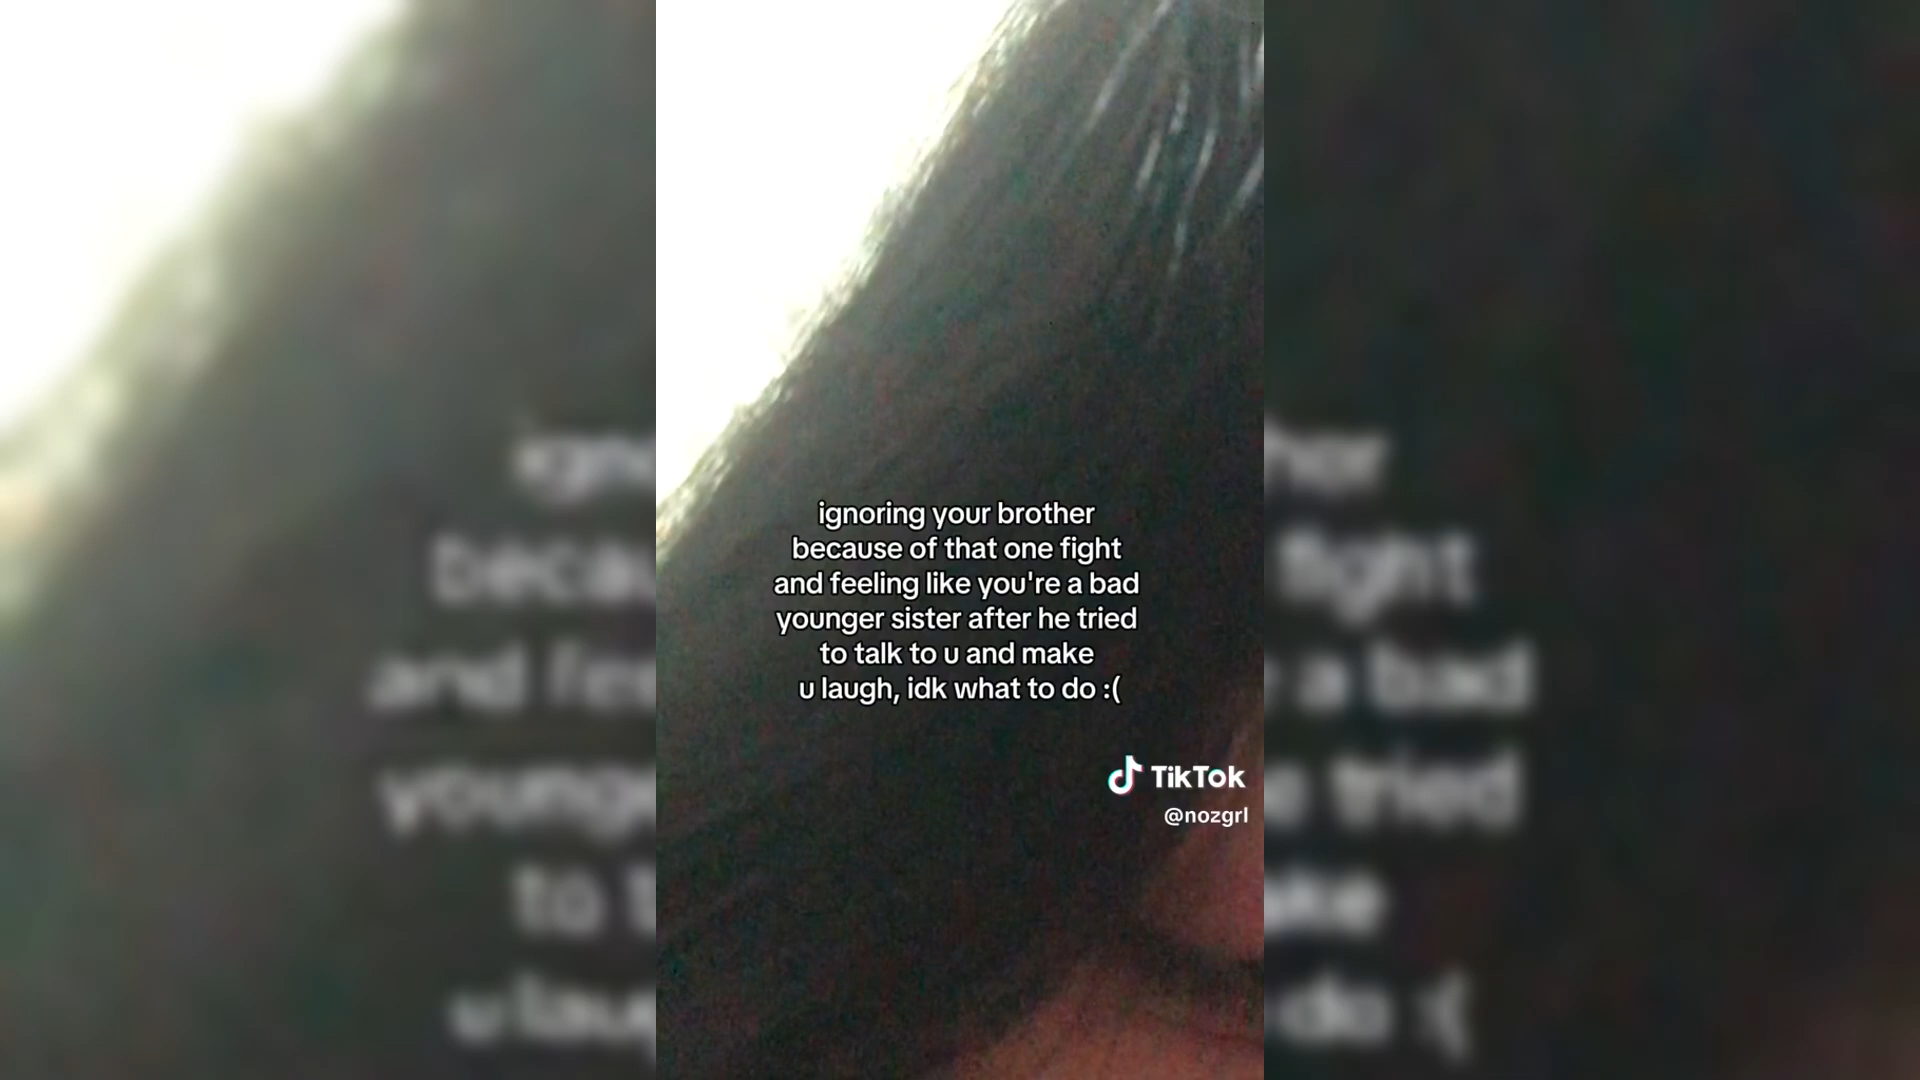 ignoring your brother
because of that one fight
and feeling like you're a bad
younger sister after he tried
to talk to u and make
u laugh, idk what to do :(
TikTok
@nozgrl